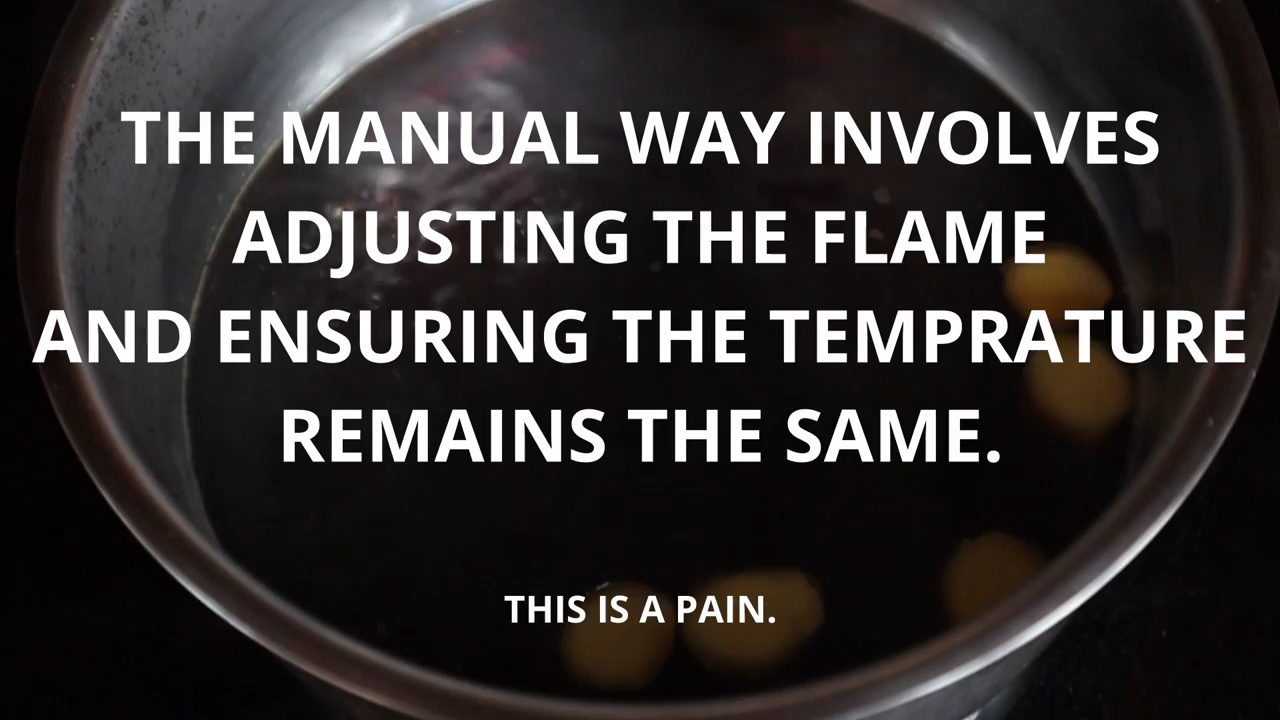 THE MANUAL WAY INVOLVES
ADJUSTING THE FLAME
AND ENSURING THE TEMPRATURE
REMAINS THE SAME.
THIS IS A PAIN.